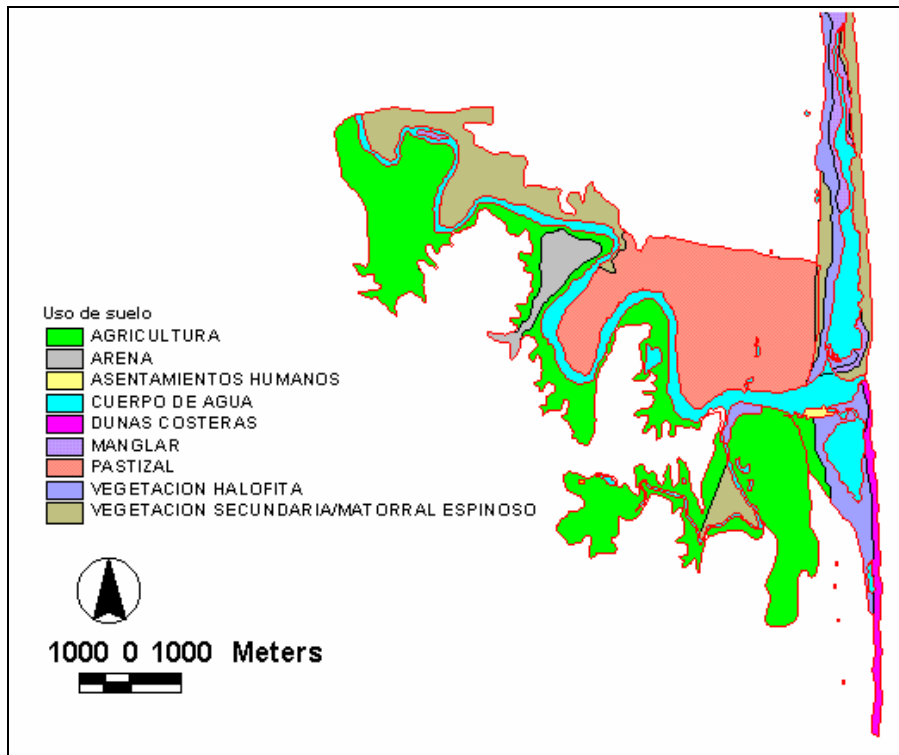 Uso de suelo
AGRICULTURA
ARENA
ASENTAMIENTOS HUMANOS
CUERPO DE AGUA
DUNAS COSTERAS
MANGLAR
PASTIZAL
VEGETACION HALOFITA
VEGETACION SECUNDARIA/MATORRAL ESPINOSO
1000 0 1000 Meters